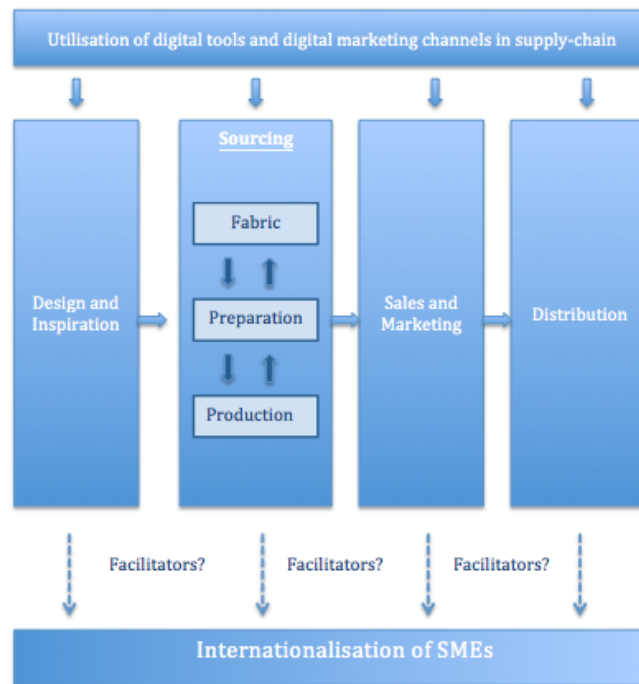 Utilisation of digital tools and digital marketing channels in supply-chain
Sourcing
Fabric
Design and
Inspiration
Preparation
Production
Sales and
Marketing
Distribution
Facilitators?
Facilitators?
Facilitators?
Internationalisation of SMEs